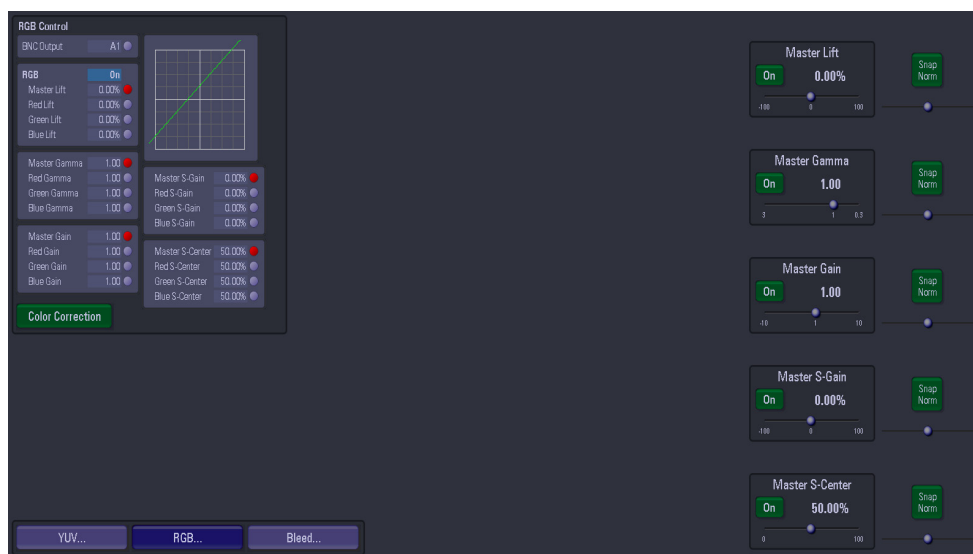 RGB Control
BNC Output A1
RGB On
Master Lift 0.00%
Red Lift 0.00%
Green Lift 0.00%
Blue Lift 0.00%
Master Gamma 1.00
Red Gamma 1.00
Green Gamma 1.00
Blue Gamma 1.00
Master Gain 1.00
Red Gain 1.00
Green Gain 1.00
Blue Gain 1.00
Master S-Gain 0.00%
Red S-Gain 0.00%
Green S-Gain 0.00%
Blue S-Gain 0.00%
Master S-Center 50.00%
Red S-Center 50.00%
Green S-Center 50.00%
Blue S-Center 50.00%
Color Correction
Master Lift
On 0.00%
-100 0 100
Snap
Norm
Master Gamma
On 1.00
3 1 0.3
Snap
Norm
Master Gain
On 1.00
-10 1 10
Snap
Norm
Master S-Gain
On 0.00%
-100 0 100
Snap
Norm
Master S-Center
On 50.00%
0 100
Snap
Norm
YUV... RGB... Bleed...